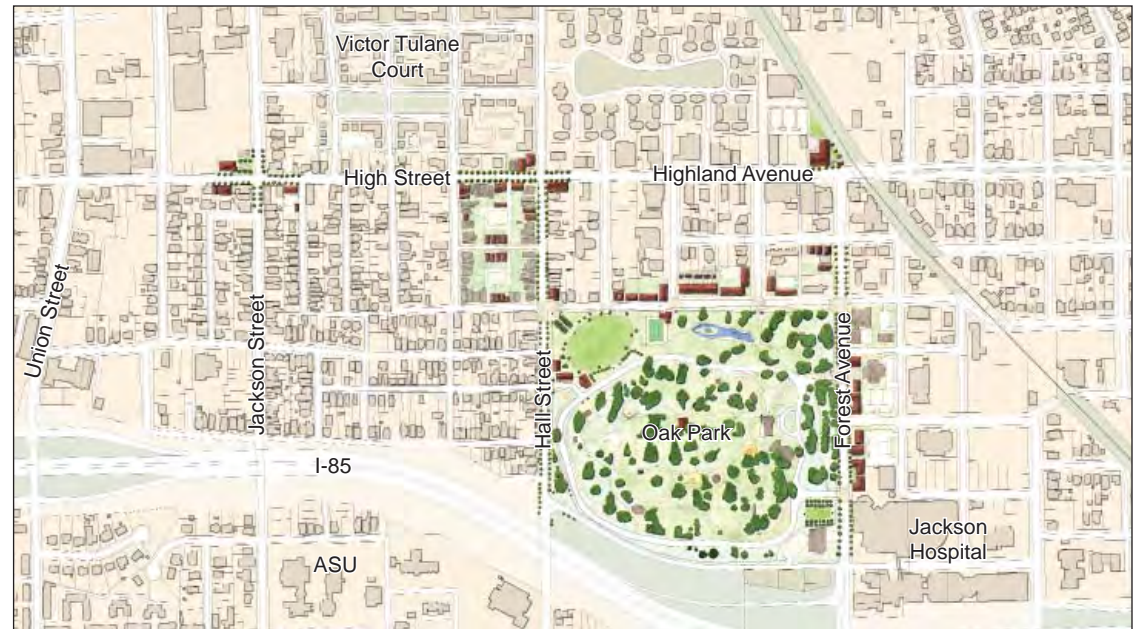 Victor Tulane
Court
High Street
Highland Avenue
Union Street
Jackson Street
Hall Street
Forest Avenue
Oak Park
I-85
ASU
Jackson
Hospital